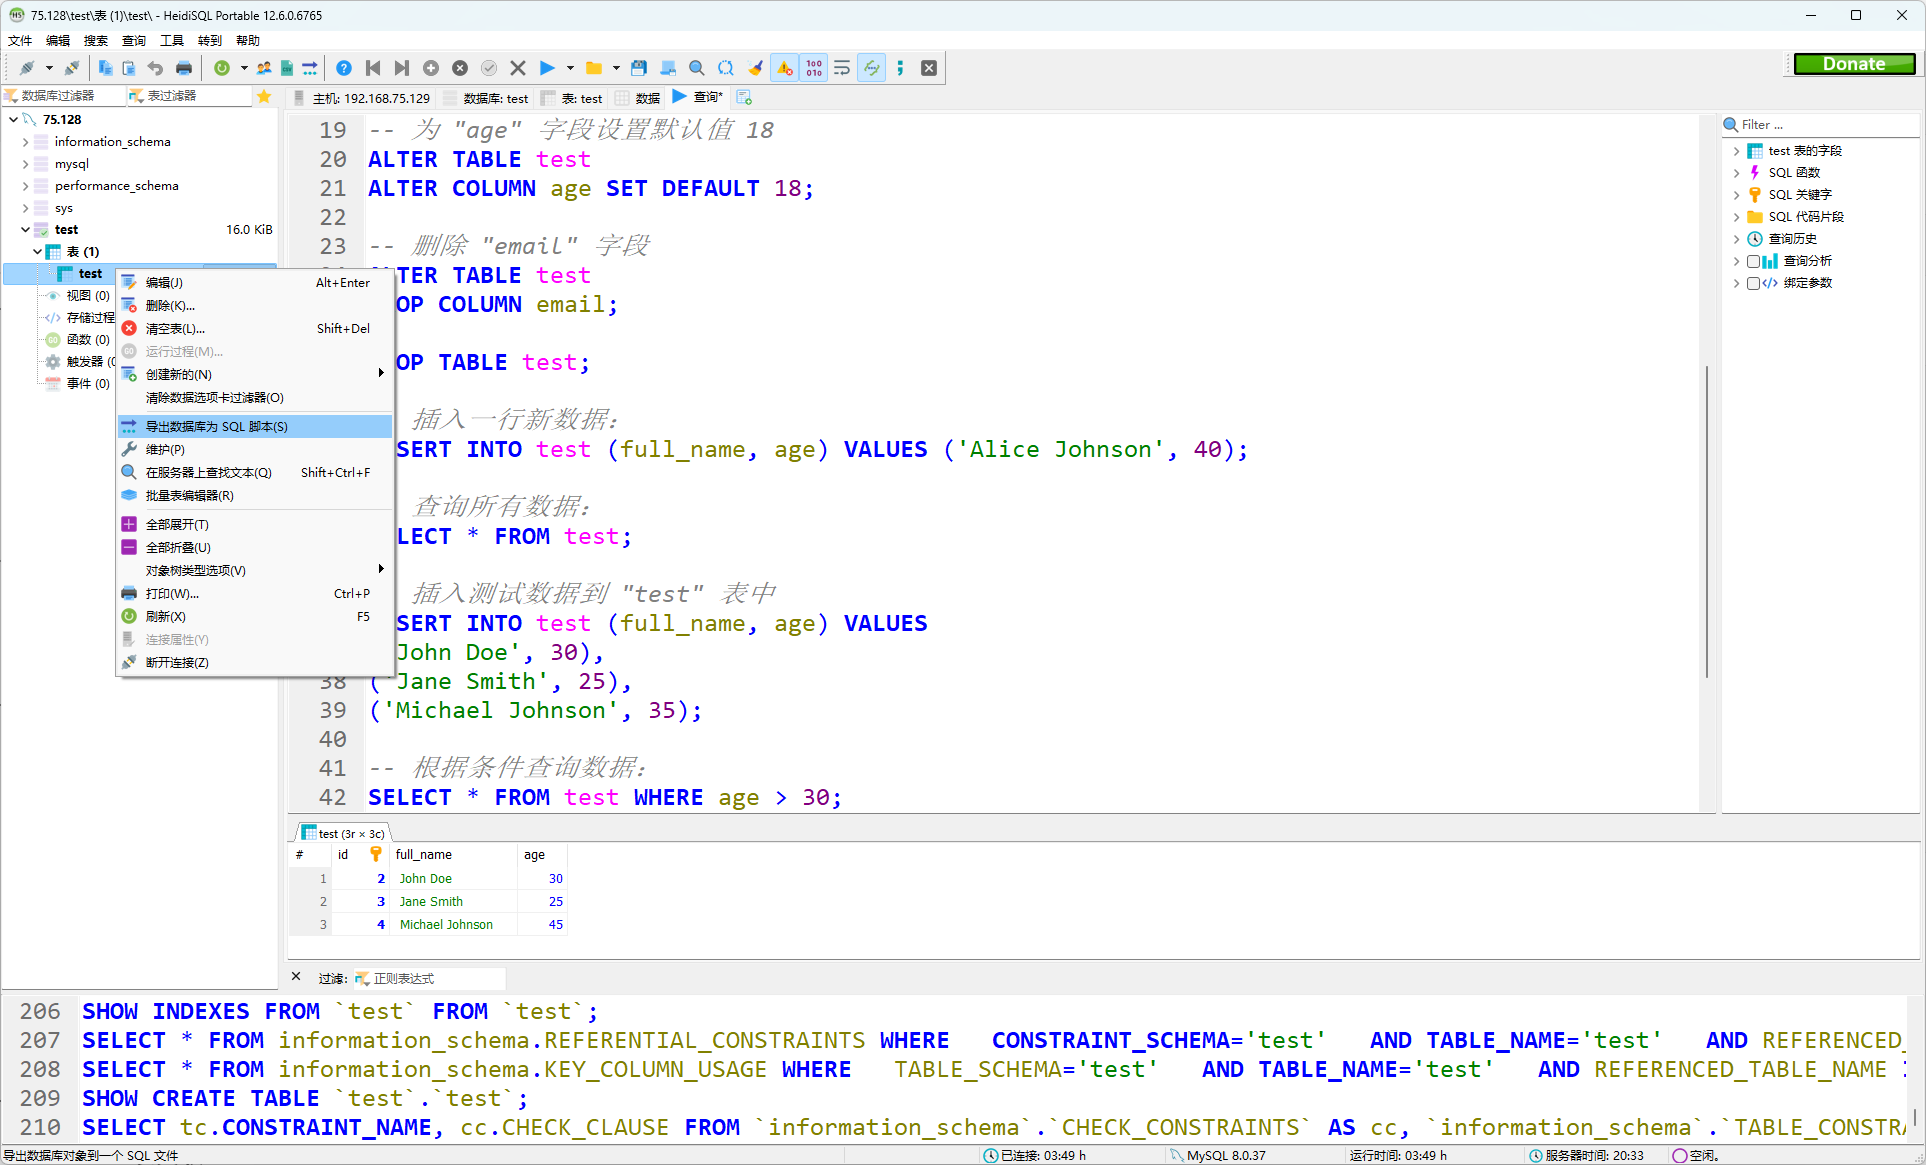 75.128\test\表 (1)\test\ - HeidiSQL Portable 12.6.0.6765
文件 编辑 搜索 查询 工具 转到 帮助
Donate
数据库过滤器 表过滤器
主机: 192.168.75.129 数据库: test 表: test 数据 查询*
75.128
information_schema
mysql
performance_schema
sys
test 16.0 KiB
表 (1)
test
视图 (0)
存储过程
函数 (0)
触发器 (
事件 (0)
编辑(J) Alt+Enter
删除(K)...
清空表(L)... Shift+Del
运行过程(M)...
创建新的(N)
清除数据选项卡过滤器(O)
导出数据库为 SQL 脚本(S)
维护(P)
在服务器上查找文本(Q) Shift+Ctrl+F
批量表编辑器(R)
全部展开(T)
全部折叠(U)
对象树类型选项(V)
打印(W)... Ctrl+P
刷新(X) F5
连接属性(Y)
断开连接(Z)
19 -- 为 "age" 字段设置默认值 18
20 ALTER TABLE test
21 ALTER COLUMN age SET DEFAULT 18;
22
23 -- 删除 "email" 字段
TER TABLE test
OP COLUMN email;
OP TABLE test;
插入一行新数据:
SERT INTO test (full_name, age) VALUES ('Alice Johnson', 40);
查询所有数据:
LECT * FROM test;
插入测试数据到 "test" 表中
SERT INTO test (full_name, age) VALUES
John Doe', 30),
38 ('Jane Smith', 25),
39 ('Michael Johnson', 35);
40
41 -- 根据条件查询数据:
42 SELECT * FROM test WHERE age > 30;
Filter ...
test 表的字段
SQL 函数
SQL 关键字
SQL 代码片段
查询历史
查询分析
绑定参数
test (3r × 3c)
# id full_name age
1 2 John Doe 30
2 3 Jane Smith 25
3 4 Michael Johnson 45
过滤: 正则表达式
206 SHOW INDEXES FROM `test` FROM `test`;
207 SELECT * FROM information_schema.REFERENTIAL_CONSTRAINTS WHERE   CONSTRAINT_SCHEMA='test'   AND TABLE_NAME='test'   AND REFERENCED_
208 SELECT * FROM information_schema.KEY_COLUMN_USAGE WHERE   TABLE_SCHEMA='test'   AND TABLE_NAME='test'   AND REFERENCED_TABLE_NAME
209 SHOW CREATE TABLE `test`.`test`;
210 SELECT tc.CONSTRAINT_NAME, cc.CHECK_CLAUSE FROM `information_schema`.`CHECK_CONSTRAINTS` AS cc, `information_schema`.`TABLE_CONSTRA
导出数据库对象到一个 SQL 文件 已连接: 03:49 h MySQL 8.0.37 运行时间: 03:49 h 服务器时间: 20:33 空闲。